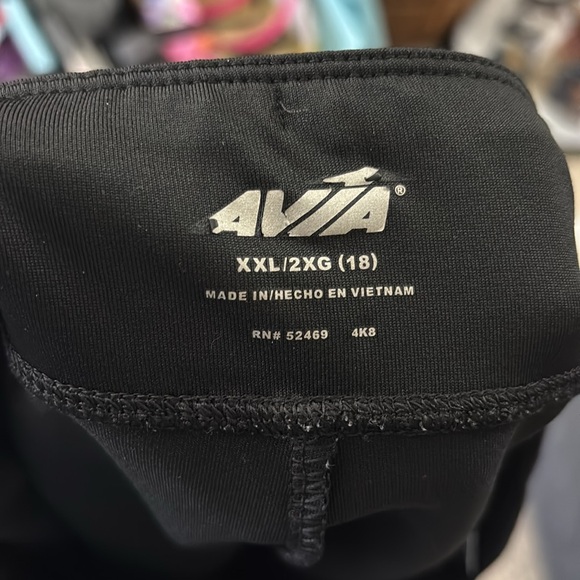 AVIA®
XXL/2XG (18)
MADE IN/HECHO EN VIETNAM
RN# 52469 4K8